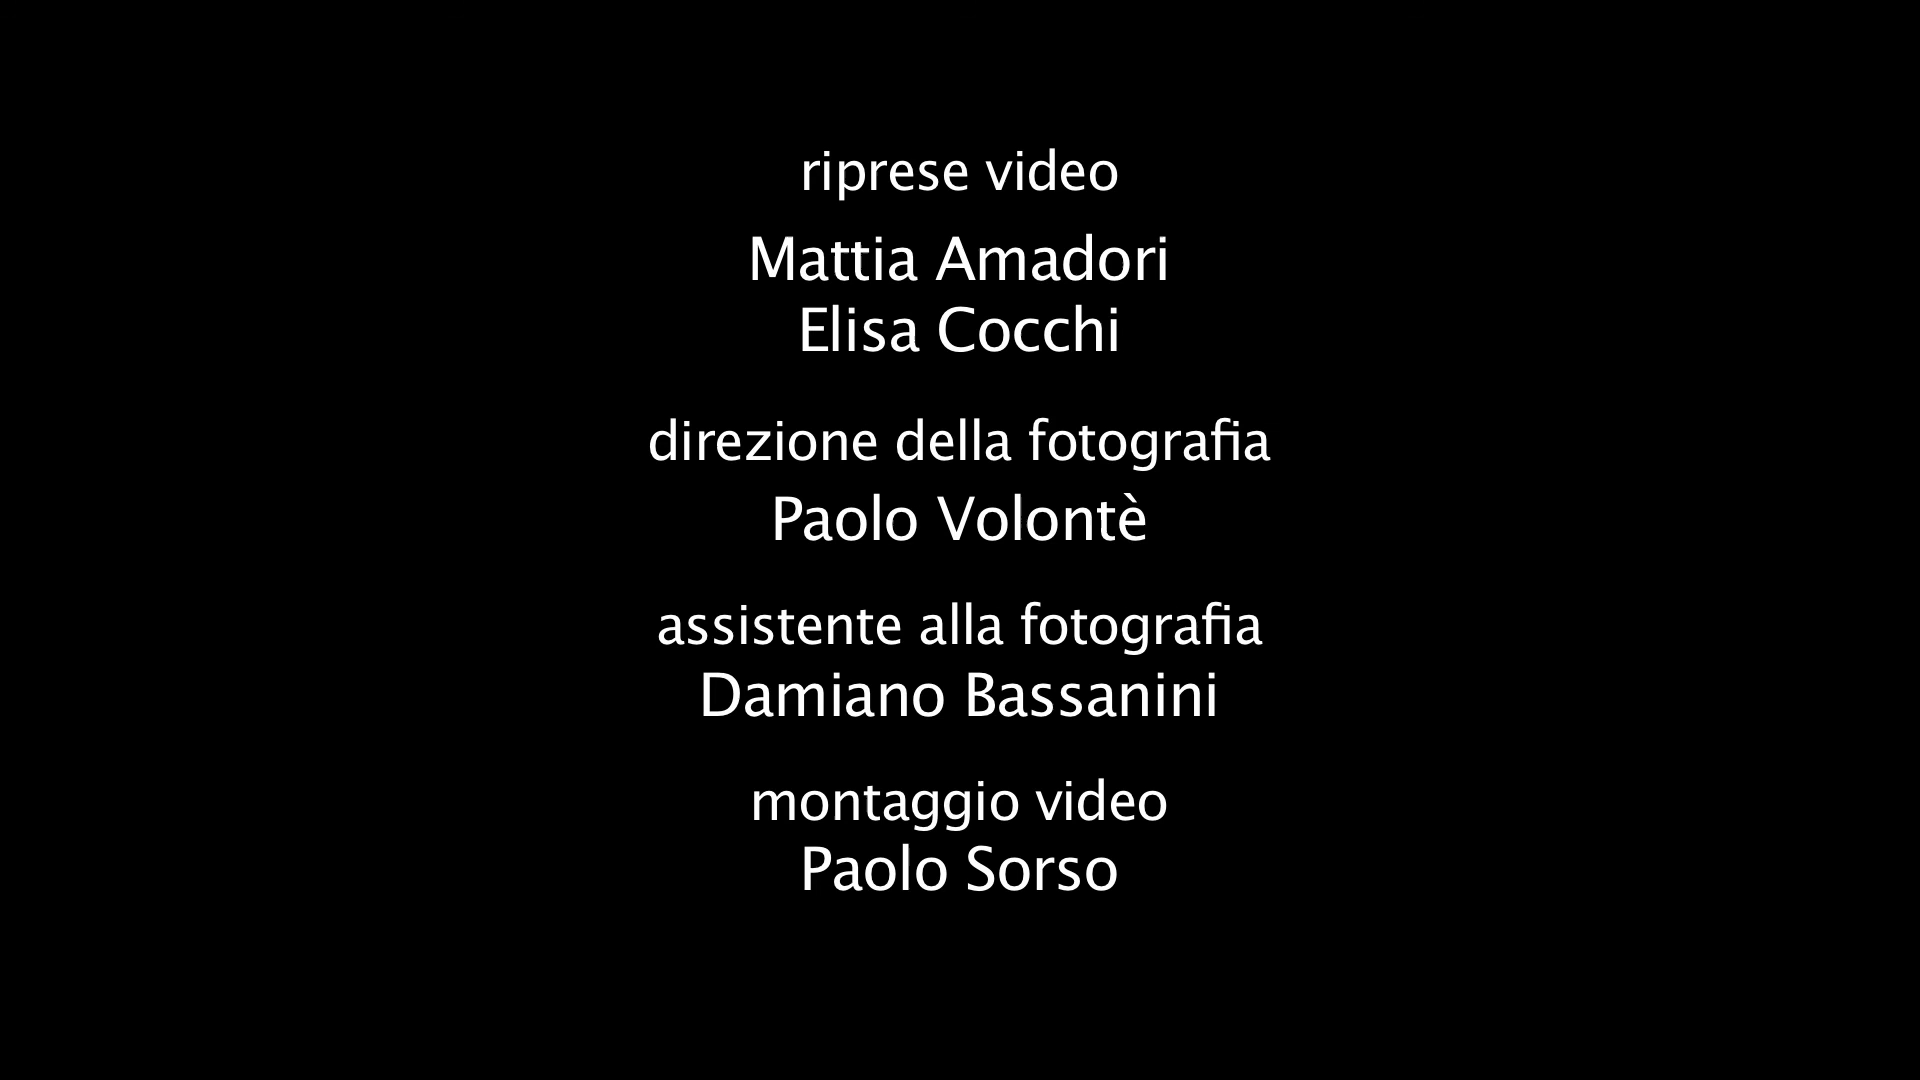 riprese video
Mattia Amadori
Elisa Cocchi
direzione della fotografia
Paolo Volontè
assistente alla fotografia
Damiano Bassanini
montaggio video
Paolo Sorso